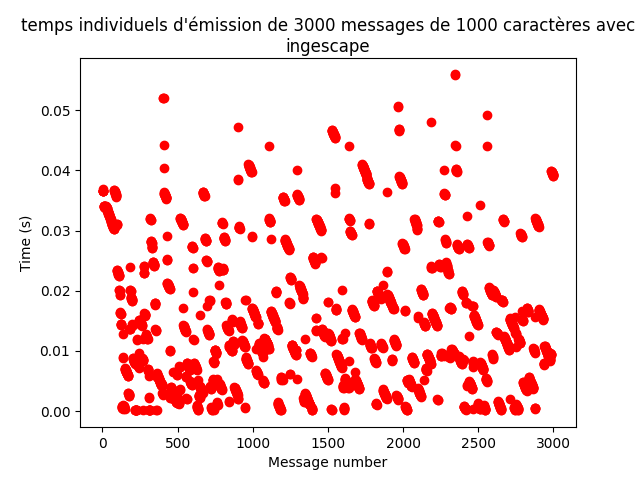 temps individuels d'émission de 3000 messages de 1000 caractères avec
ingescape
0.05
0.04
0.03
0.02
0.01
0.00
Time (s)
0 500 1000 1500 2000 2500 3000
Message number